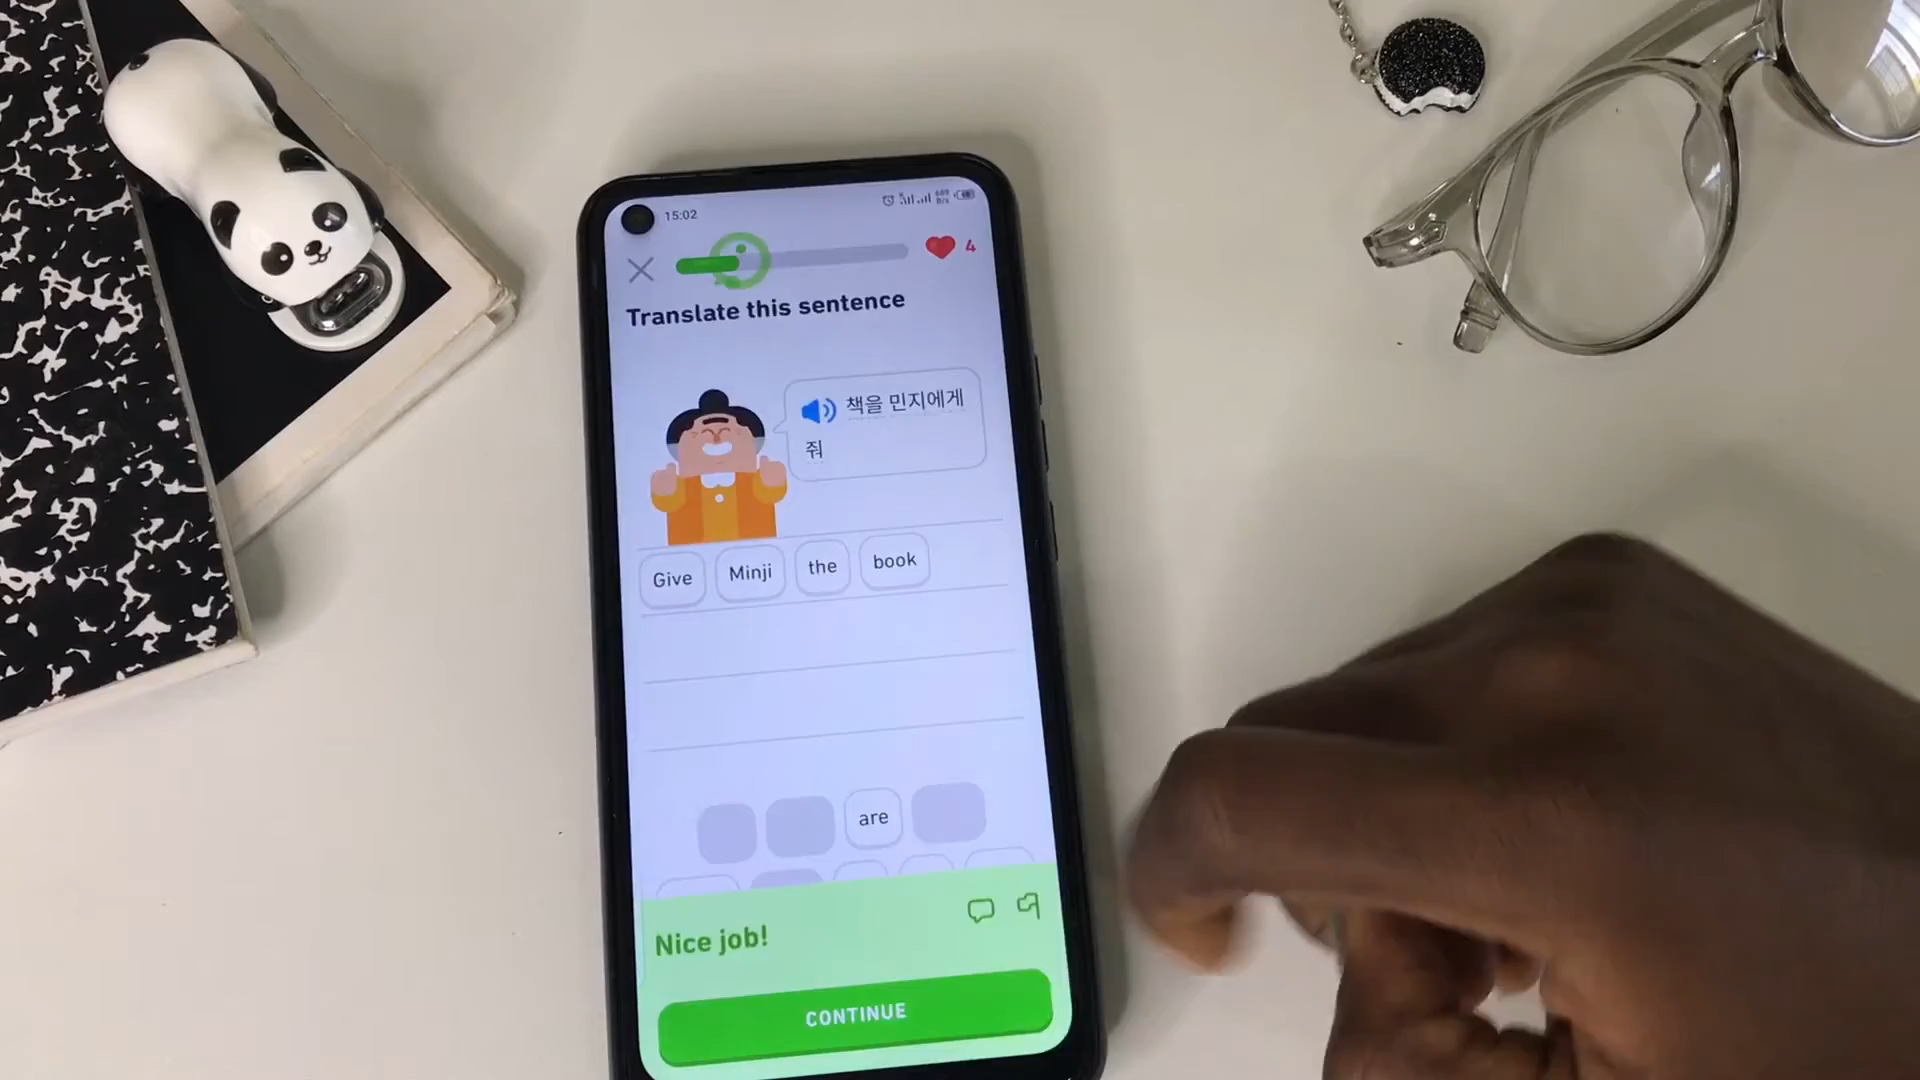 15:02
4
Translate this sentence
책을 민지에게
줘
Give Minji the book
are
Nice job!
CONTINUE